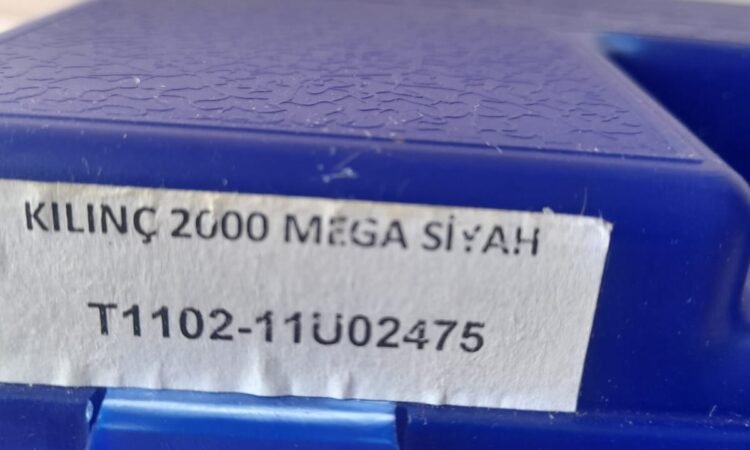 KILINÇ 2000 MEGA SİYAH
T1102-11U02475